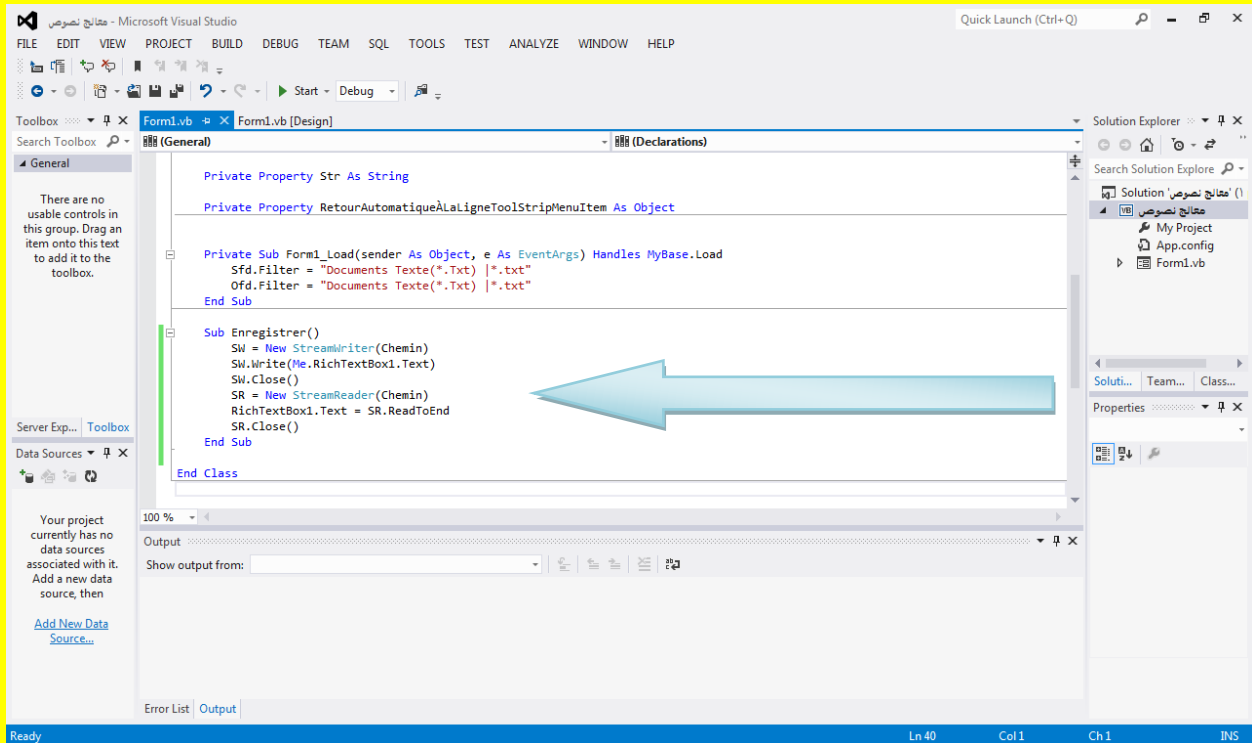 معالج نصوص - Microsoft Visual Studio
Quick Launch (Ctrl+Q)
FILE EDIT VIEW PROJECT BUILD DEBUG TEAM SQL TOOLS TEST ANALYZE WINDOW HELP
Start Debug
Toolbox
Search Toolbox
General
There are no
usable controls in
this group. Drag an
item onto this text
to add it to the
toolbox.
Server Exp... Toolbox
Data Sources
Your project
currently has no
data sources
associated with it.
Add a new data
source, then
Add New Data
Source...
Form1.vb Form1.vb [Design]
(General) (Declarations)
Private Property Str As String
Private Property RetourAutomatiqueÀLaLigneToolStripMenuItem As Object
Private Sub Form1_Load(sender As Object, e As EventArgs) Handles MyBase.Load
Sfd.Filter = "Documents Texte(*.Txt) |*.txt"
Ofd.Filter = "Documents Texte(*.Txt) |*.txt"
End Sub
Sub Enregistrer()
SW = New StreamWriter(Chemin)
SW.Write(Me.RichTextBox1.Text)
SW.Close()
SR = New StreamReader(Chemin)
RichTextBox1.Text = SR.ReadToEnd
SR.Close()
End Sub
End Class
100 %
Output
Show output from:
Error List Output
Solution Explorer
Search Solution Explore
Solution 'معالج نصوص' (1
معالج نصوص
My Project
App.config
Form1.vb
Soluti... Team... Class...
Properties
Ready Ln 40 Col 1 Ch 1 INS